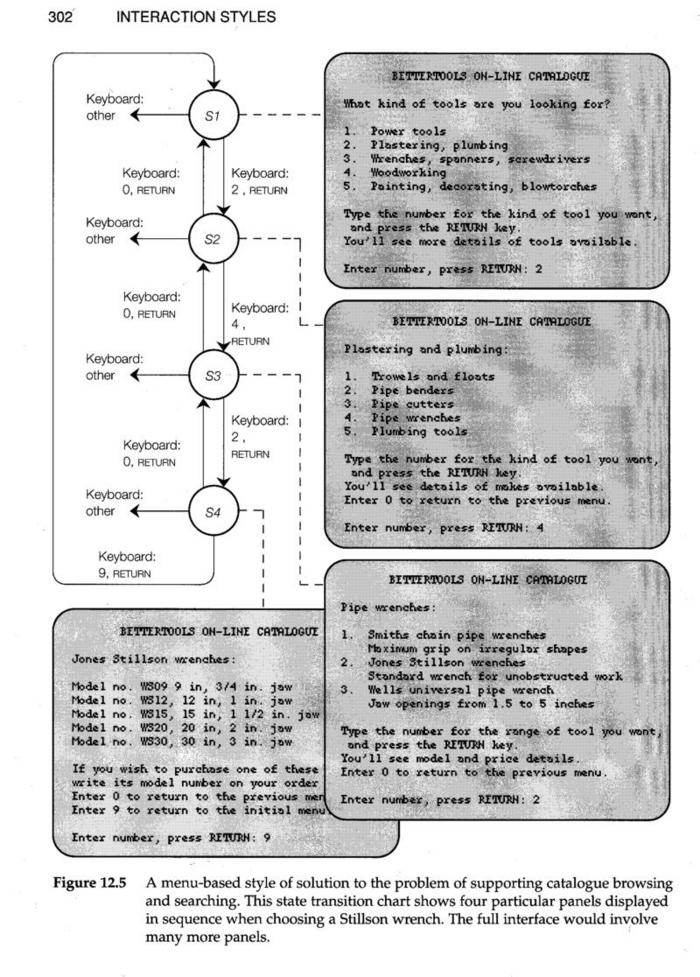 302 INTERACTION STYLES
Keyboard:
other
S1
Keyboard:
0, RETURN
Keyboard:
2 , RETURN
Keyboard:
other
S2
Keyboard:
0, RETURN
Keyboard:
4 ,
RETURN
Keyboard:
other
S3
Keyboard:
0, RETURN
Keyboard:
2 ,
RETURN
Keyboard:
other
S4
Keyboard:
9, RETURN
BETTERTOOLS ON-LINE CATALOGUE
What kind of tools are you looking for?
1. Power tools
2. Plastering, plumbing
3. Wrenches, spanners, screwdrivers
4. Woodworking
5. Painting, decorating, blowtorches
Type the number for the kind of tool you want,
and press the RETURN key.
You'll see more details of tools available.
Enter number, press RETURN: 2
BETTERTOOLS ON-LINE CATALOGUE
Plastering and plumbing:
1. Trowels and floats
2. Pipe benders
3. Pipe cutters
4. Pipe wrenches
5. Plumbing tools
Type the number for the kind of tool you want,
and press the RETURN key.
You'll see details of makes available.
Enter 0 to return to the previous menu.
Enter number, press RETURN: 4
BETTERTOOLS ON-LINE CATALOGUE
Pipe wrenches:
1. Smiths chain pipe wrenches
Maximum grip on irregular shapes
2. Jones Stillson wrenches
Standard wrench for unobstructed work
3. Wells universal pipe wrench
Jaw openings from 1.5 to 5 inches
Type the number for the range of tool you want,
and press the RETURN key.
You'll see model and price details.
Enter 0 to return to the previous menu.
Enter number, press RETURN: 2
BETTERTOOLS ON-LINE CATALOGUE
Jones Stillson wrenches:
Model no. WS09 9 in, 3/4 in. jaw
Model no. WS12, 12 in, 1 in. jaw
Model no. WS15, 15 in, 1 1/2 in. jaw
Model no. WS20, 20 in, 2 in. jaw
Model no. WS30, 30 in, 3 in. jaw
If you wish to purchase one of these
write its model number on your order
Enter 0 to return to the previous men
Enter 9 to return to the initial menu
Enter number, press RETURN: 9
Figure 12.5 A menu-based style of solution to the problem of supporting catalogue browsing
and searching. This state transition chart shows four particular panels displayed
in sequence when choosing a Stillson wrench. The full interface would involve
many more panels.